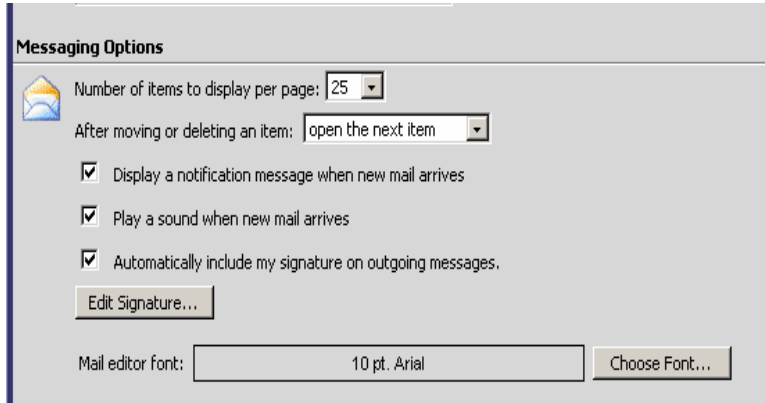 Messaging Options
Number of items to display per page: 25
After moving or deleting an item: open the next item
Display a notification message when new mail arrives
Play a sound when new mail arrives
Automatically include my signature on outgoing messages.
Edit Signature...
Mail editor font: 10 pt. Arial Choose Font...